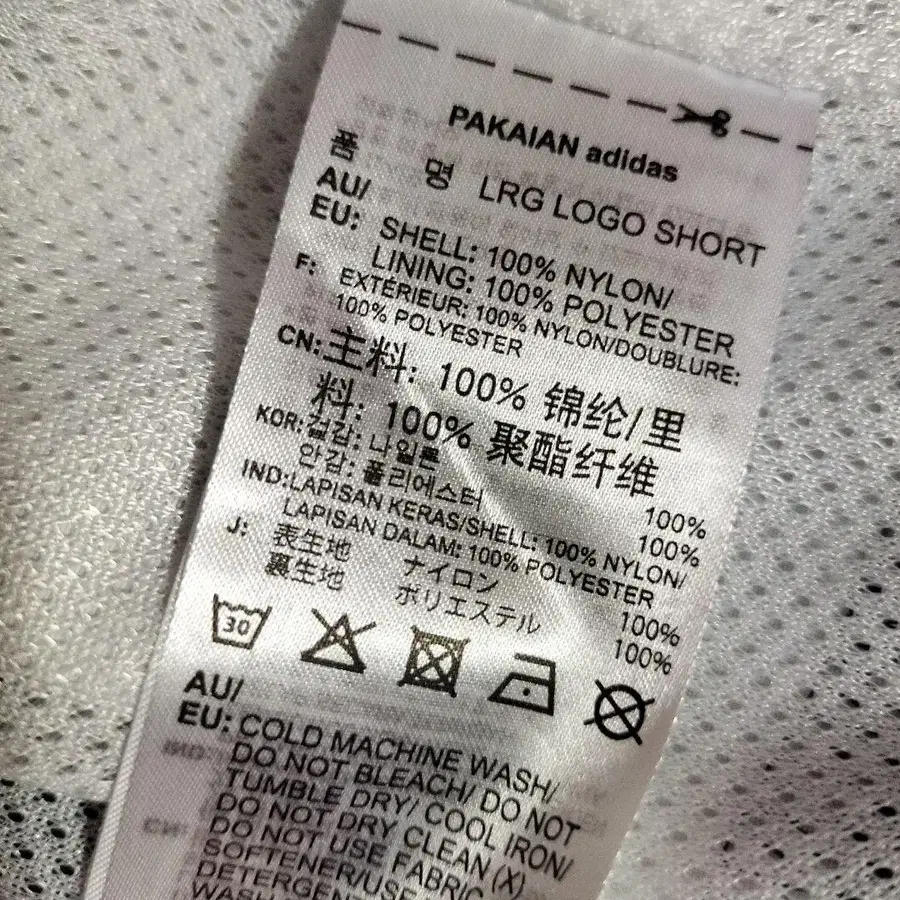 PAKAIAN adidas
품 명 LRG LOGO SHORT
AU/
EU: SHELL: 100% NYLON/
LINING: 100% POLYESTER
F: EXTÉRIEUR: 100% NYLON/DOUBLURE:
100% POLYESTER
CN:主料: 100% 锦纶/里
料: 100% 聚酯纤维
KOR:겉감: 나일론 100%
안감: 폴리에스터 100%
IND:LAPISAN KERAS/SHELL: 100% NYLON/
LAPISAN DALAM: 100% POLYESTER
J: 表生地 ナイロン 100%
裏生地 ポリエステル 100%
30
AU/
EU: COLD MACHINE WASH/
DO NOT BLEACH/ DO NOT
TUMBLE DRY/ COOL IRON/
DO NOT DRY CLEAN (X)
DO NOT USE FABRIC
SOFTENER/USE
DETERGENT
WASH